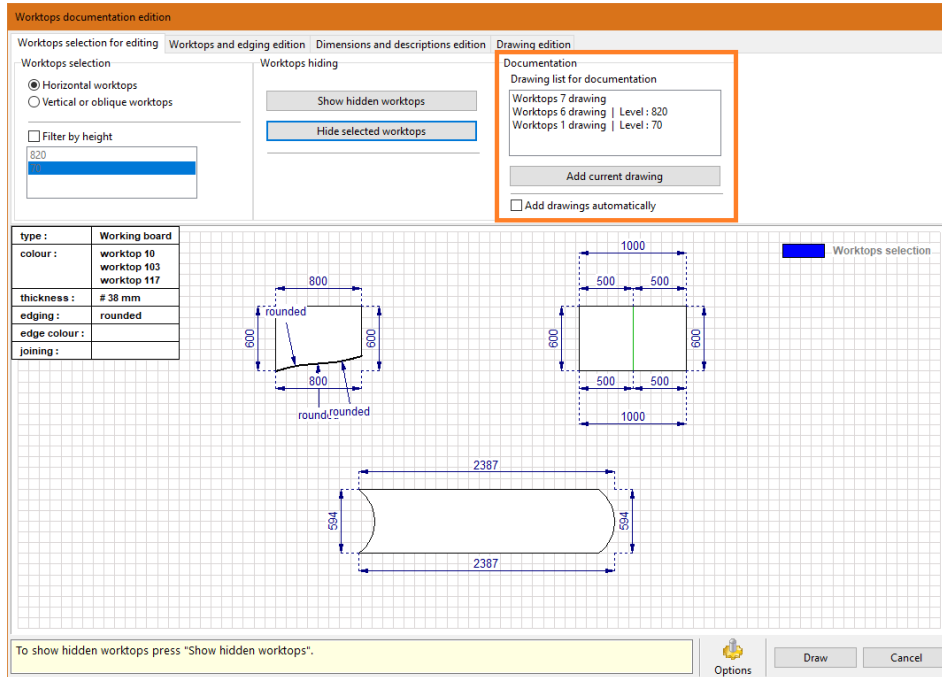 Worktops documentation edition
Worktops selection for editing Worktops and edging edition Dimensions and descriptions edition Drawing edition
Worktops selection
Horizontal worktops
Vertical or oblique worktops
Filter by height
820
70
Worktops hiding
Show hidden worktops
Hide selected worktops
Documentation
Drawing list for documentation
Worktops 7 drawing
Worktops 6 drawing | Level : 820
Worktops 1 drawing | Level : 70
Add current drawing
Add drawings automatically
type : Working board
colour : worktop 10
worktop 103
worktop 117
thickness : # 38 mm
edging : rounded
edge colour :
joining :
Worktops selection
800
rounded
600
600
800
rounded
1000
500 500
600
600
500 500
1000
2387
594
594
2387
To show hidden worktops press "Show hidden worktops".
Options
Draw
Cancel